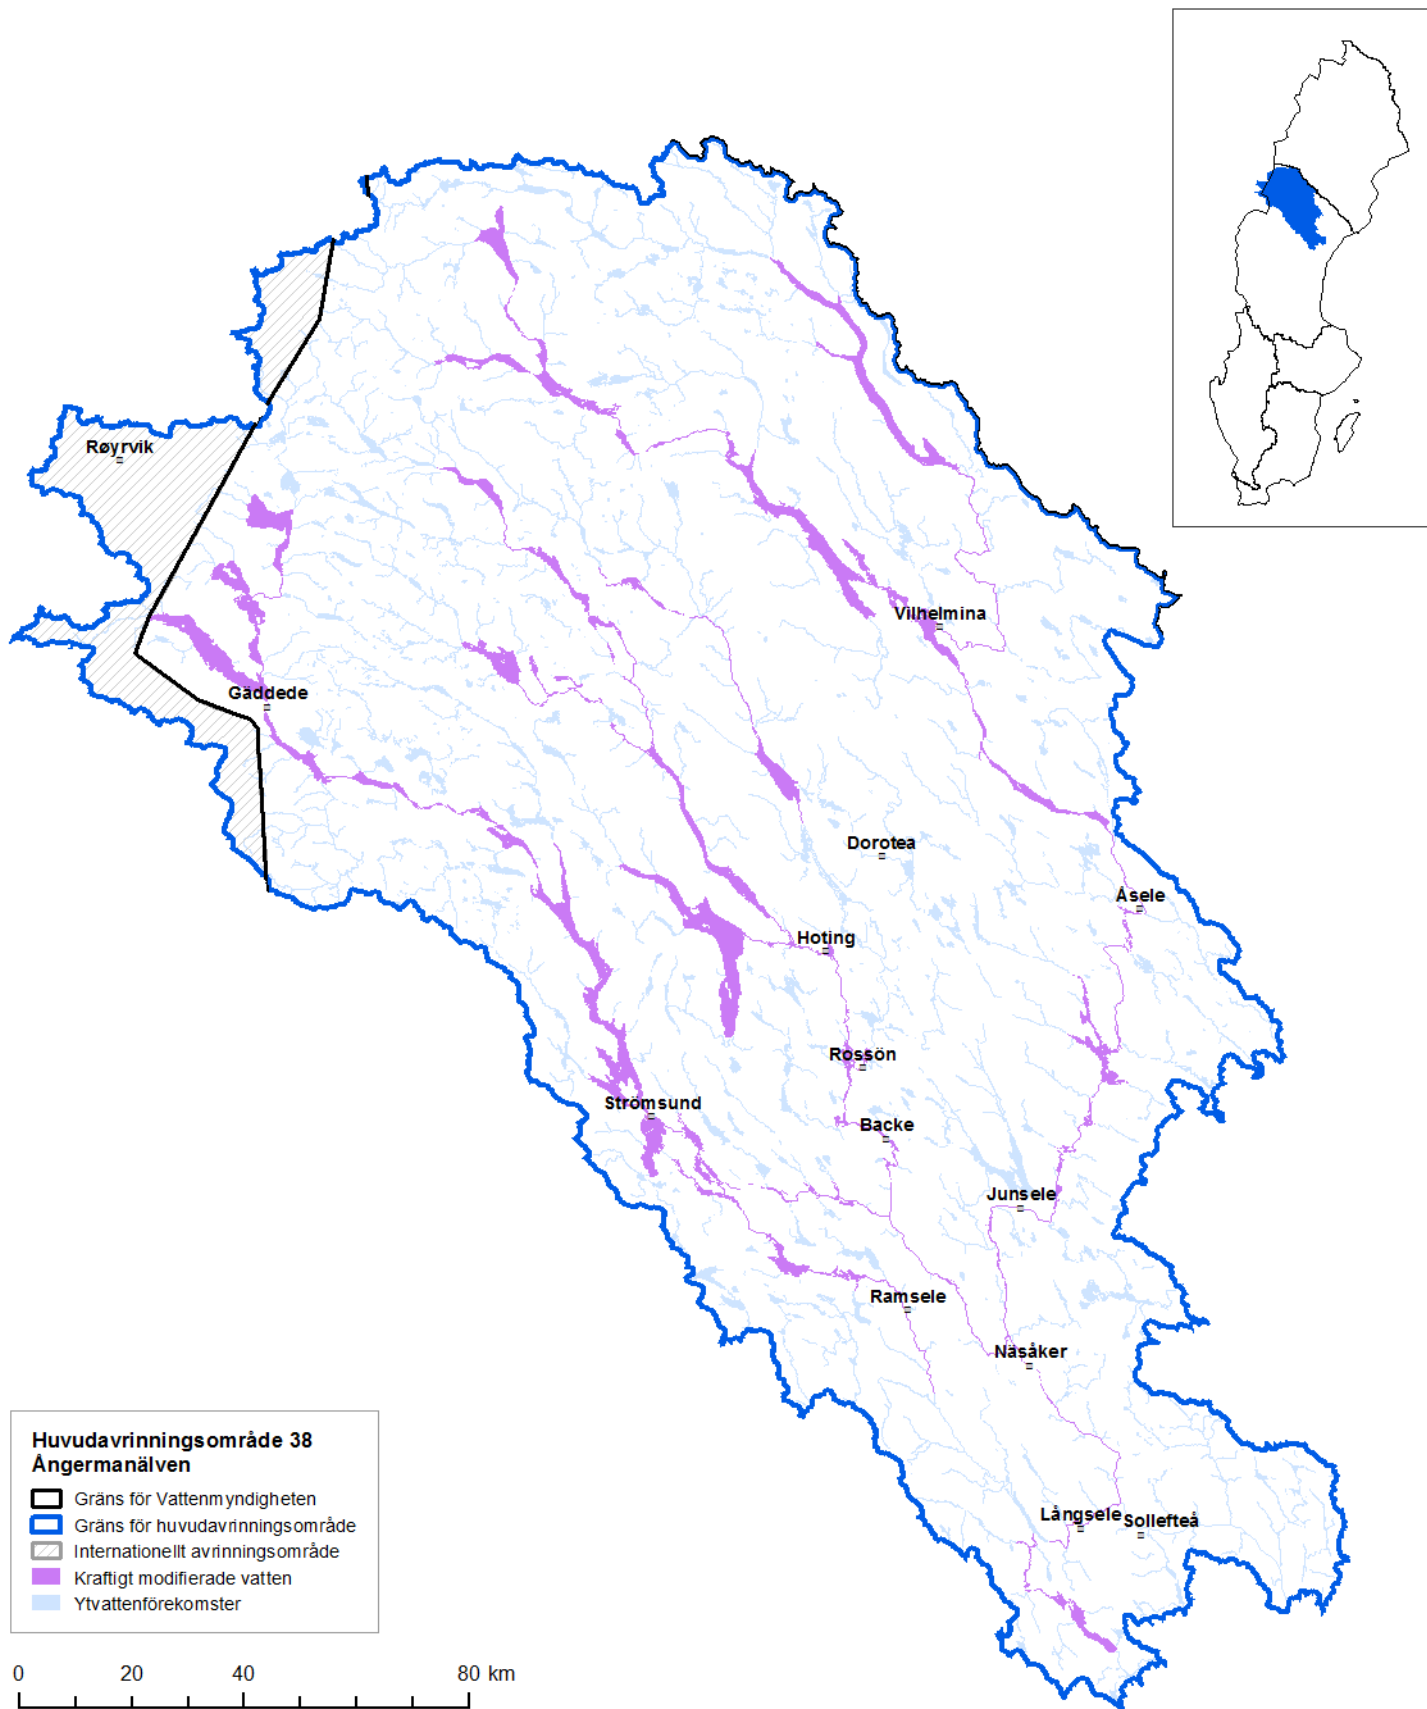 Røyrvik
Vilhelmina
Gäddede
Dorotea
Åsele
Hoting
Rossön
Strömsund
Backe
Junsele
Ramsele
Näsåker
Långsele
Sollefteå
Huvudavrinningsområde 38
Ångermanälven
Gräns för Vattenmyndigheten
Gräns för huvudavrinningsområde
Internationellt avrinningsområde
Kraftigt modifierade vatten
Ytvattenförekomster
0 20 40 80 km